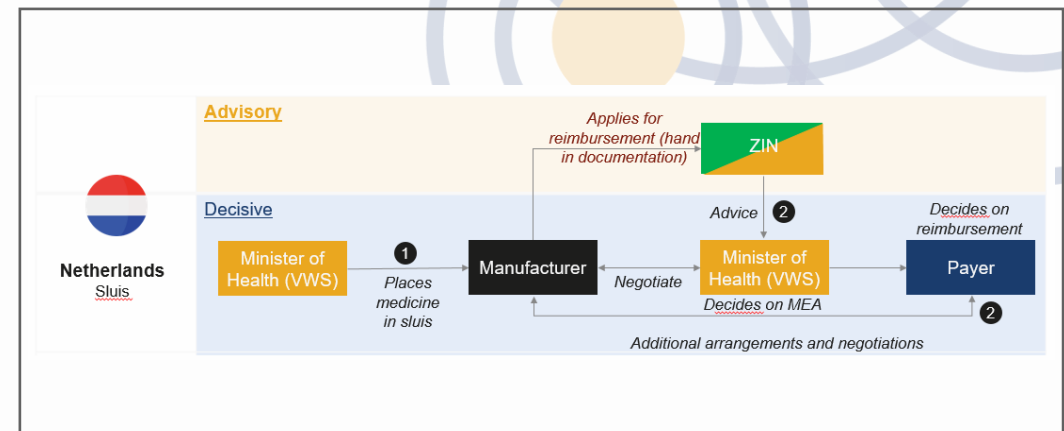 Advisory
Applies for
reimbursement (hand
in documentation)
ZIN
Netherlands
Sluis
Decisive
Advice
2
Decides on
reimbursement
Minister of
Health (VWS)
1
Places
medicine
in sluis
Manufacturer
Negotiate
Minister of
Health (VWS)
Decides on MEA
Payer
2
Additional arrangements and negotiations